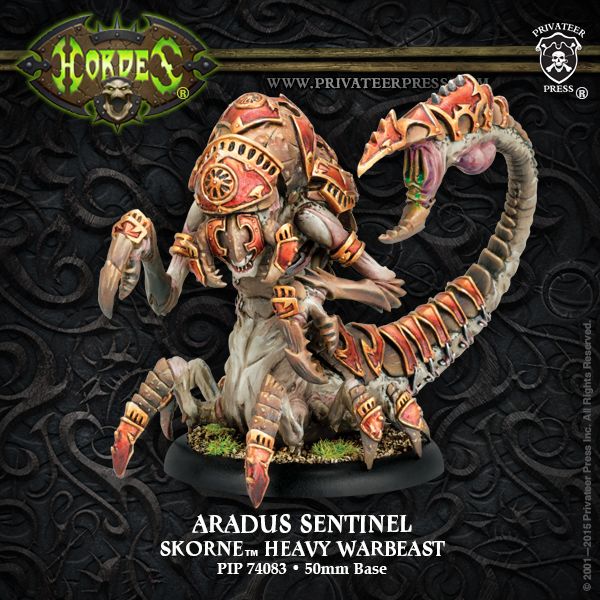 HORDES®
PRIVATEER
PRESS®
WWW.PRIVATEERPRESS.COM
ARADUS SENTINEL
SKORNE™ HEAVY WARBEAST
PIP 74083 • 50mm Base
© 2001–2015 Privateer Press Inc. All Rights Reserved.